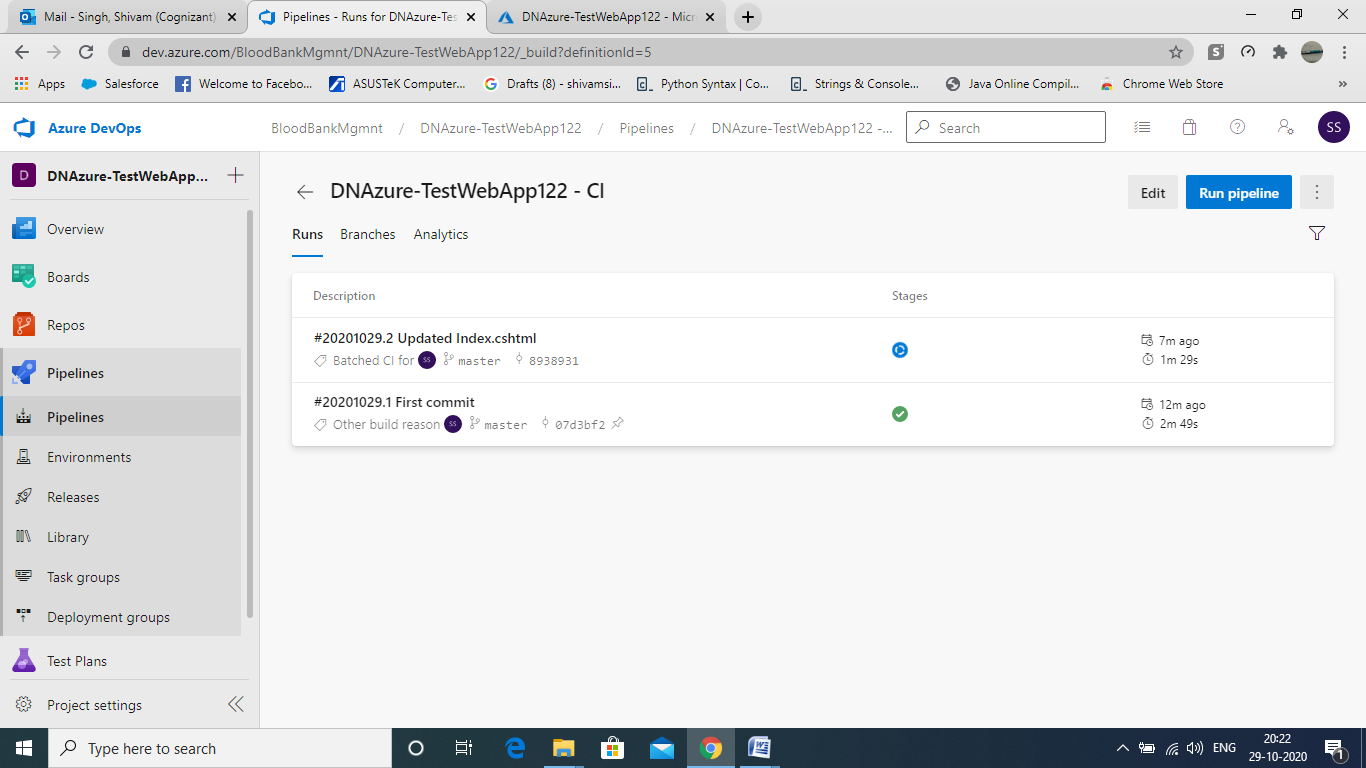 Mail - Singh, Shivam (Cognizant)
Pipelines - Runs for DNAzure-Tes
DNAzure-TestWebApp122 - Micr
dev.azure.com/BloodBankMgmnt/DNAzure-TestWebApp122/_build?definitionId=5
Apps
Salesforce
Welcome to Facebo...
ASUSTeK Computer...
Drafts (8) - shivamsi...
Python Syntax | Co...
Strings & Console...
Java Online Compil...
Chrome Web Store
»
Azure DevOps
BloodBankMgmnt / DNAzure-TestWebApp122 / Pipelines / DNAzure-TestWebApp122 -...
Search
SS
D DNAzure-TestWebApp...
Overview
Boards
Repos
Pipelines
Pipelines
Environments
Releases
Library
Task groups
Deployment groups
Test Plans
Project settings
DNAzure-TestWebApp122 - CI
Edit
Run pipeline
Runs Branches Analytics
Description Stages
#20201029.2 Updated Index.cshtml
Batched CI for SS master 8938931
7m ago
1m 29s
#20201029.1 First commit
Other build reason SS master 07d3bf2
12m ago
2m 49s
Type here to search
ENG
20:22
29-10-2020
1